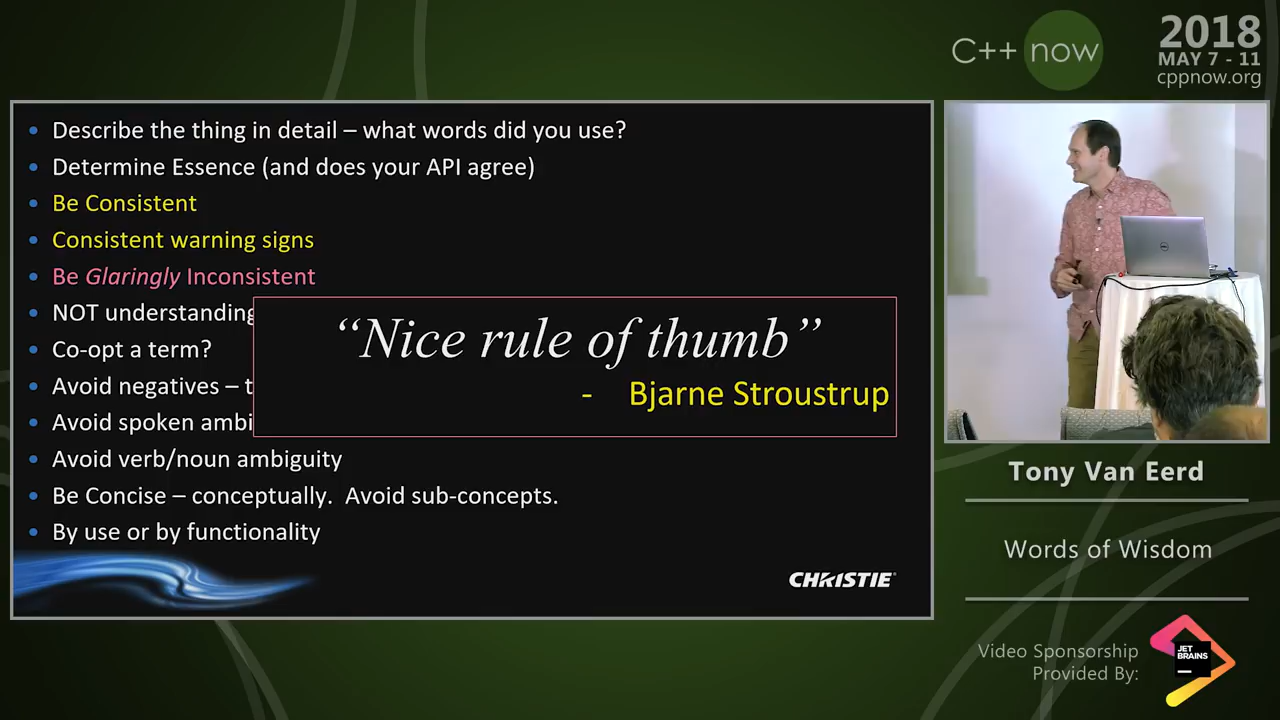 C++ now
2018
MAY 7 - 11
cppnow.org
Describe the thing in detail – what words did you use?
Determine Essence (and does your API agree)
Be Consistent
Consistent warning signs
Be Glaringly Inconsistent
NOT understanding
Co-opt a term?
Avoid negatives – t
Avoid spoken ambi
Avoid verb/noun ambiguity
Be Concise – conceptually. Avoid sub-concepts.
By use or by functionality
“Nice rule of thumb”
- Bjarne Stroustrup
CHRISTIE
Tony Van Eerd
Words of Wisdom
Video Sponsorship
Provided By:
JET
BRAINS